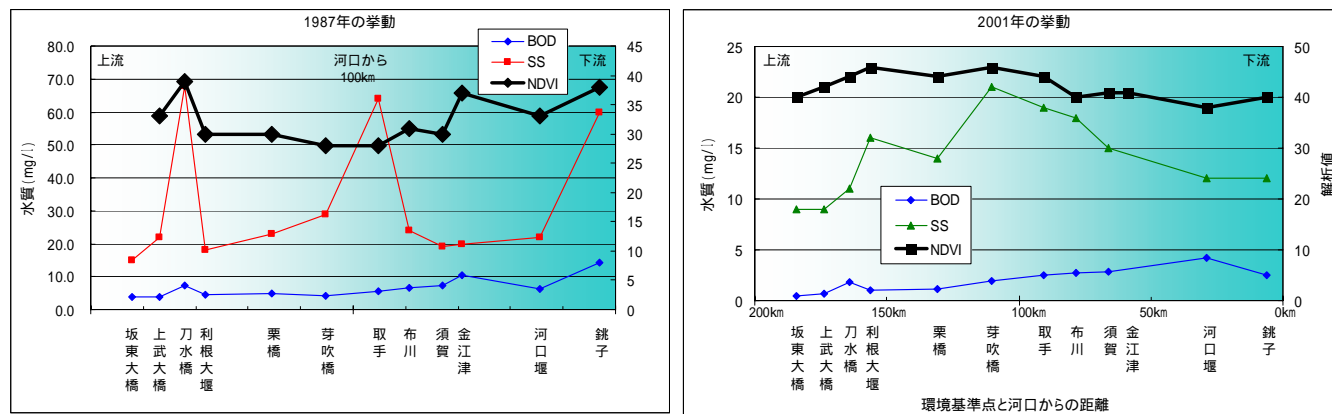 1987年の挙動
BOD
SS
NDVI
上流
河口から
100km
下流
80.0
70.0
60.0
50.0
40.0
30.0
20.0
10.0
0.0
45
40
35
30
25
20
15
10
5
0
水質(mg/l)
坂東大橋
上武大橋
刀水橋
利根大堰
栗橋
芽吹橋
取手
布川
須賀
金江津
河口堰
銚子
2001年の挙動
上流
下流
25
20
15
10
5
0
50
40
30
20
10
0
水質(mg/l)
解析値
BOD
SS
NDVI
200km
150km
100km
50km
0km
坂東大橋
上武大橋
刀水橋
利根大堰
栗橋
芽吹橋
取手
布川
須賀
金江津
河口堰
銚子
環境基準点と河口からの距離